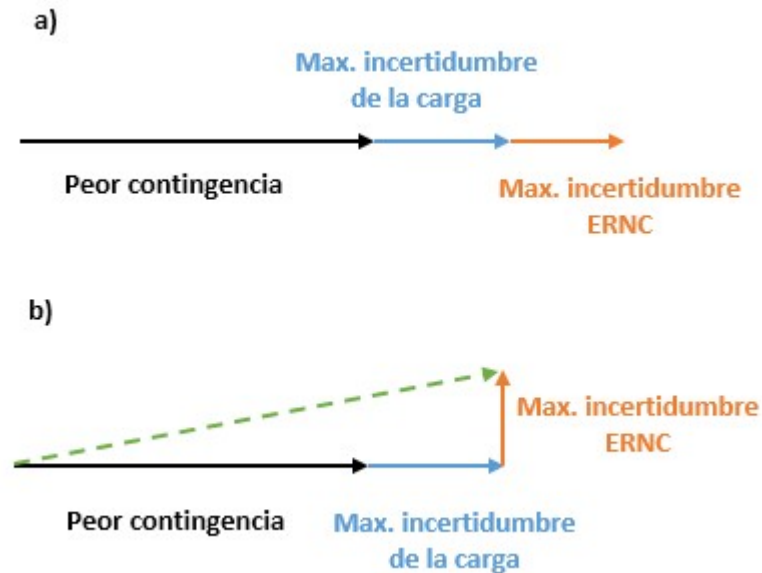 a)
Max. incertidumbre
de la carga
Peor contingencia
Max. incertidumbre
ERNC
b)
Max. incertidumbre
ERNC
Peor contingencia
Max. incertidumbre
de la carga